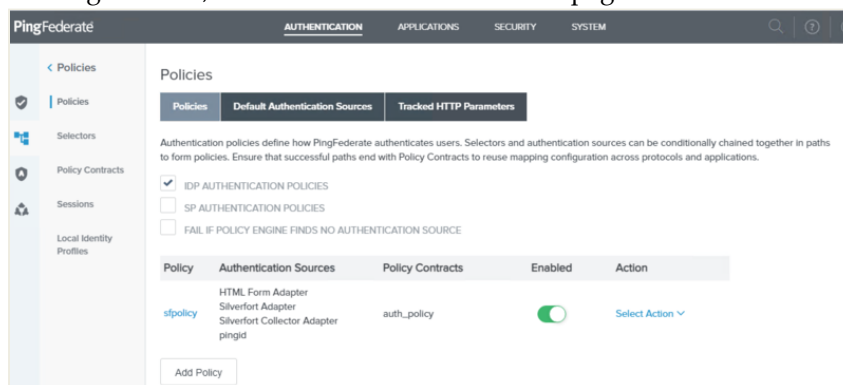 PingFederate
AUTHENTICATION
APPLICATIONS
SECURITY
SYSTEM
< Policies
Policies
Selectors
Policy Contracts
Sessions
Local Identity
Profiles
Policies
Policies
Default Authentication Sources
Tracked HTTP Parameters
Authentication policies define how PingFederate authenticates users. Selectors and authentication sources can be conditionally chained together in paths
to form policies. Ensure that successful paths end with Policy Contracts to reuse mapping configuration across protocols and applications.
IDP AUTHENTICATION POLICIES
SP AUTHENTICATION POLICIES
FAIL IF POLICY ENGINE FINDS NO AUTHENTICATION SOURCE
Policy Authentication Sources Policy Contracts Enabled Action
HTML Form Adapter
Silverfort Adapter
sfpolicy auth_policy Select Action
Silverfort Collector Adapter
pingid
Add Policy